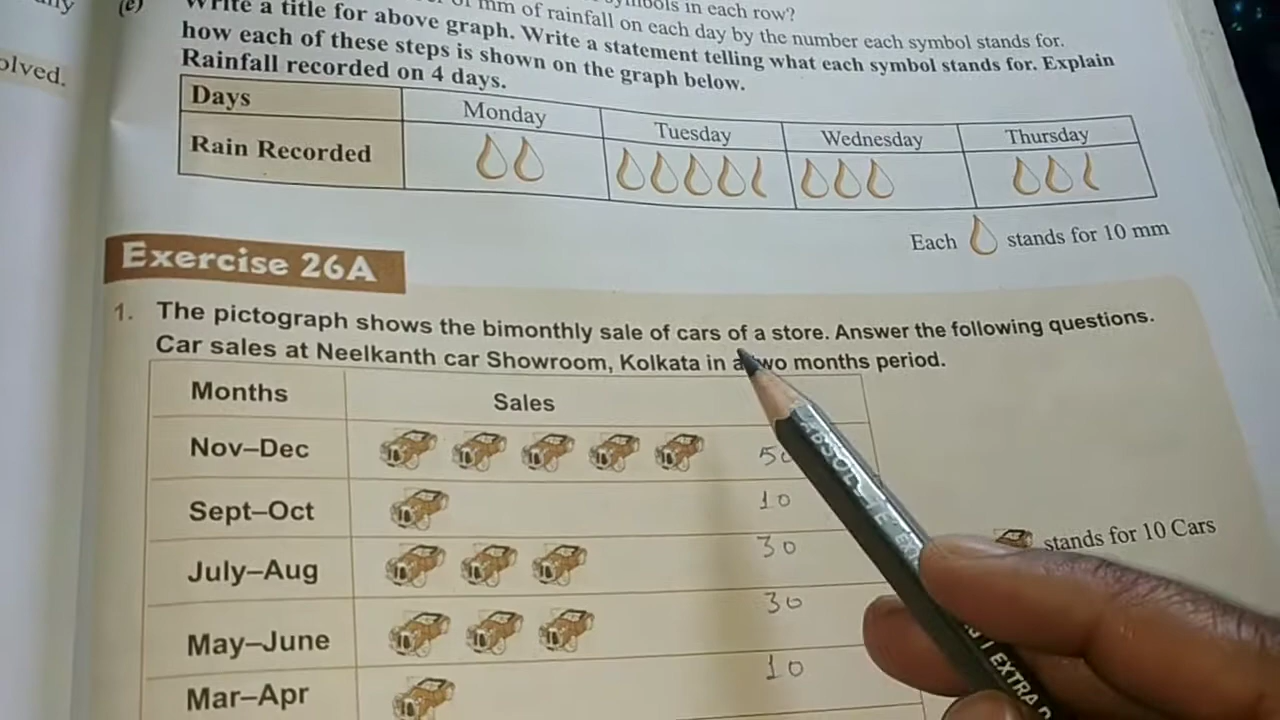 ymbols in each row?
mm of rainfall on each day by the number each symbol stands for.
(e) Write a title for above graph. Write a statement telling what each symbol stands for. Explain
how each of these steps is shown on the graph below.
olved.
Rainfall recorded on 4 days.
Days Monday Tuesday Wednesday Thursday
Rain Recorded
Each stands for 10 mm
Exercise 26A
1. The pictograph shows the bimonthly sale of cars of a store. Answer the following questions.
Car sales at Neelkanth car Showroom, Kolkata in a two months period.
Months Sales
Nov–Dec 50
Sept–Oct 10
stands for 10 Cars
July–Aug 30
May–June 30
Mar–Apr 10